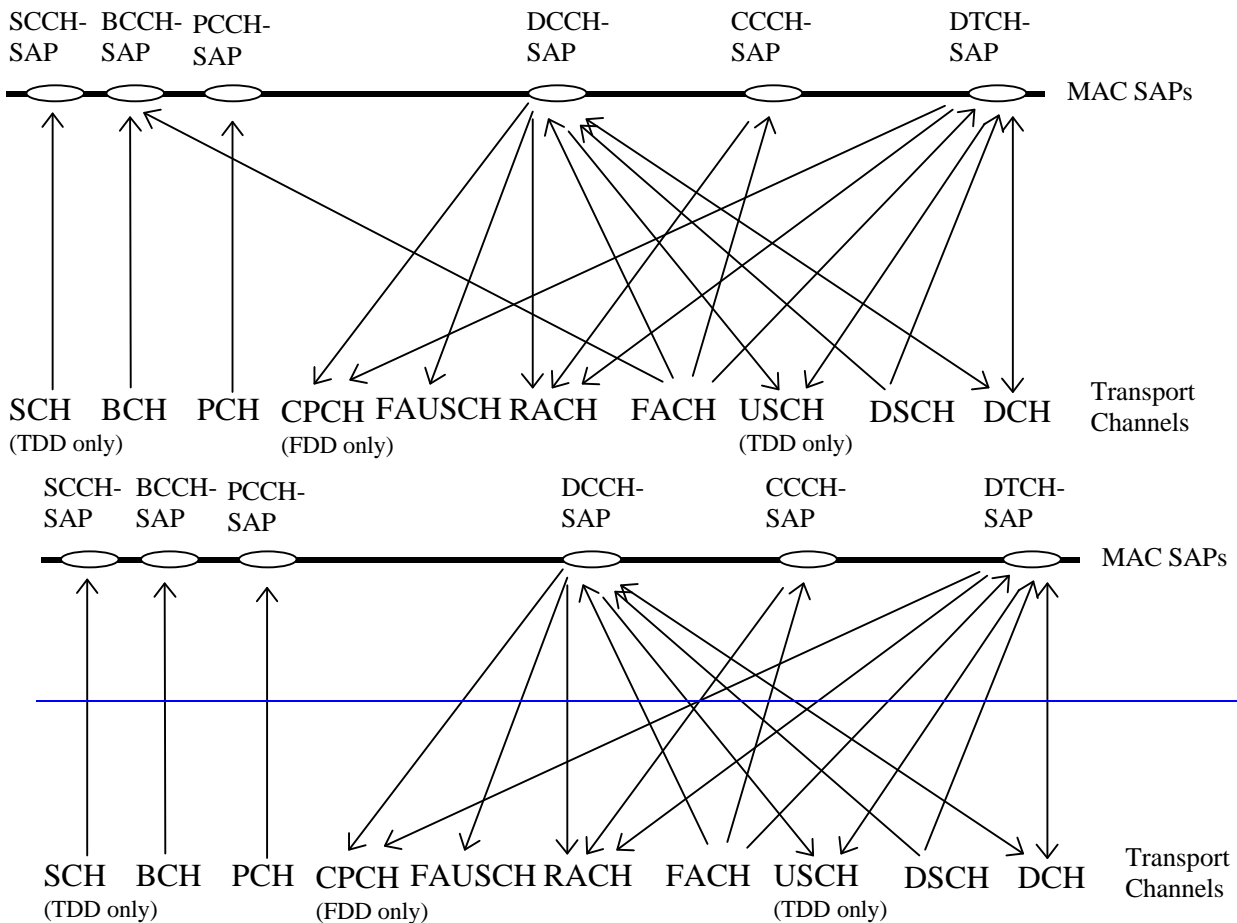 SCCH-
SAP
BCCH-
SAP
PCCH-
SAP
DCCH-
SAP
CCCH-
SAP
DTCH-
SAP
MAC SAPs
SCH
(TDD only)
BCH
PCH
CPCH
(FDD only)
FAUSCH
RACH
FACH
USCH
(TDD only)
DSCH
DCH
Transport
Channels
SCCH-
SAP
BCCH-
SAP
PCCH-
SAP
DCCH-
SAP
CCCH-
SAP
DTCH-
SAP
MAC SAPs
SCH
(TDD only)
BCH
PCH
CPCH
(FDD only)
FAUSCH
RACH
FACH
USCH
(TDD only)
DSCH
DCH
Transport
Channels